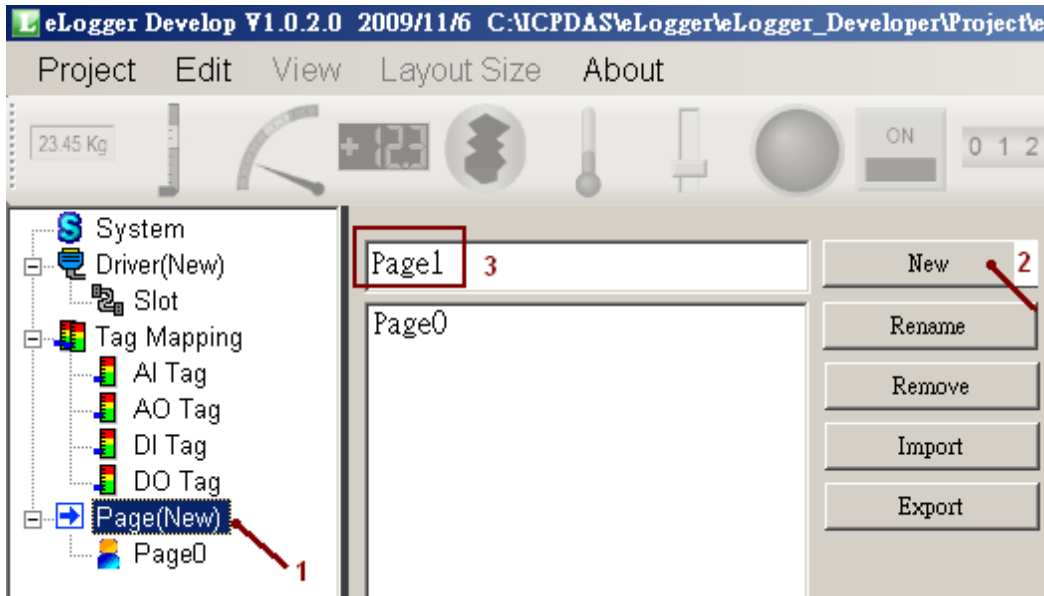 eLogger Develop V1.0.2.0 2009/11/6 C:\ICPDAS\eLogger\eLogger_Developer\Project\e
Project Edit View Layout Size About
23.45 Kg
+12.3
ON
0 1 2
System
Driver(New)
Slot
Tag Mapping
AI Tag
AO Tag
DI Tag
DO Tag
Page(New)
Page0
1
Page1 3
Page0
New 2
Rename
Remove
Import
Export